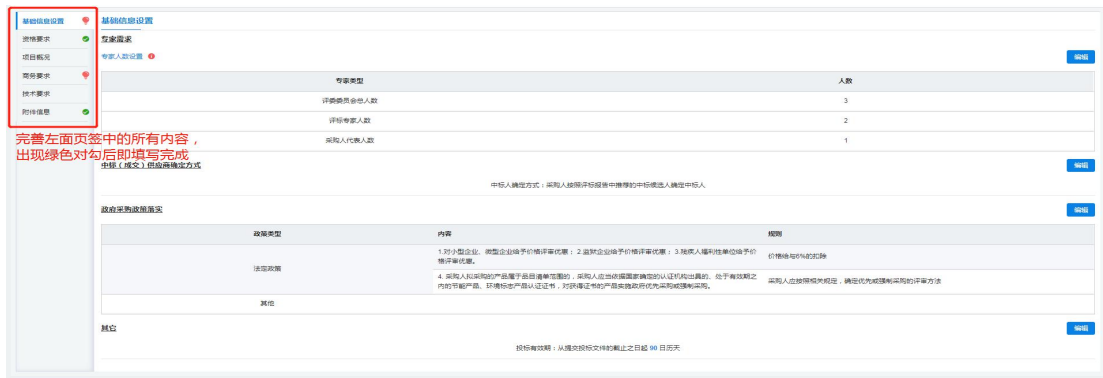 基础信息设置
资格要求
项目概况
商务要求
技术要求
附件信息
完善左面页签中的所有内容，
出现绿色对勾后即填写完成
基础信息设置
专家需求
专家人数设置
编辑
专家类型 人数
评委委员会总人数 3
评标专家人数 2
采购人代表人数 1
中标（成交）供应商确定方式
编辑
中标人确定方式：采购人按照评标报告中推荐的中标候选人确定中标人
政府采购政策落实
编辑
政策类型 内容 规则
法定政策
1.对小型企业、微型企业给予价格评审优惠； 2.监狱企业给予价格评审优惠； 3.残疾人福利性单位给予价
格评审优惠。
价格给与6%的扣除
4. 采购人拟采购的产品属于品目清单范围的，采购人应当依据国家确定的认证机构出具的、处于有效期之
内的节能产品、环境标志产品认证证书，对获得证书的产品实施政府优先采购或强制采购。
采购人应按照相关规定，确定优先或强制采购的评审方法
其他
其它
编辑
投标有效期：从提交投标文件的截止之日起 90 日历天